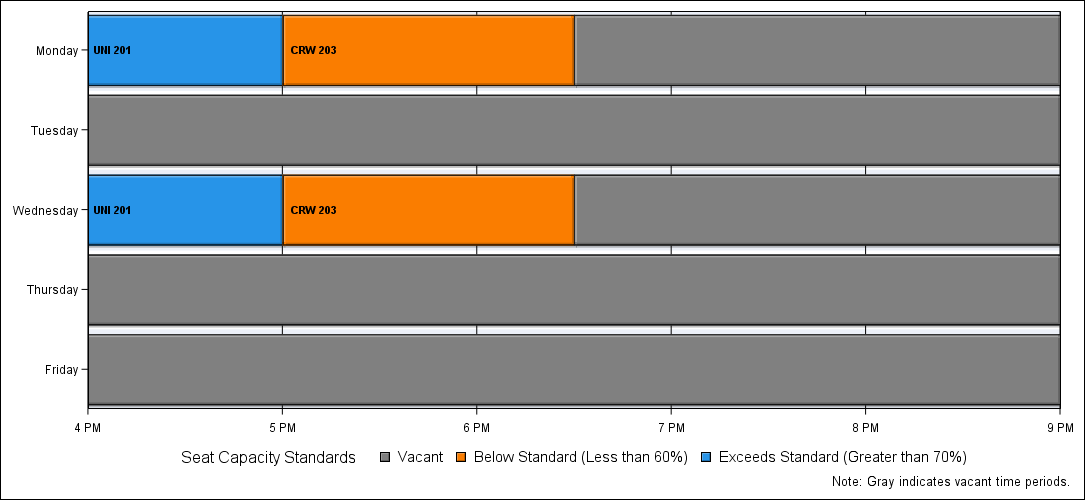 Monday
UNI 201
CRW 203
Tuesday
Wednesday
UNI 201
CRW 203
Thursday
Friday
4 PM 5 PM 6 PM 7 PM 8 PM 9 PM
Seat Capacity Standards Vacant Below Standard (Less than 60%) Exceeds Standard (Greater than 70%)
Note: Gray indicates vacant time periods.